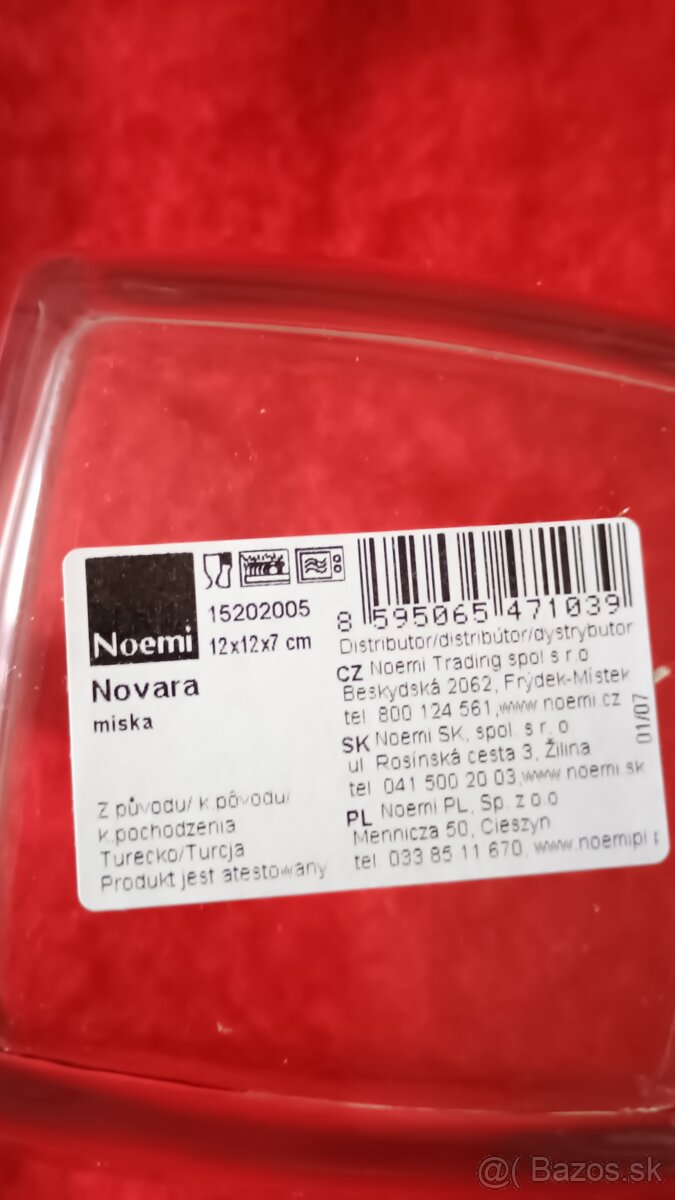 Noemi
15202005
12x12x7 cm
Novara
miska
Z původu/ k.pôvodu/
k.pochodzenia
Turecko/Turcja
Produkt jest atestowany
8 595065 471039
Distributor/distribútor/dystrybutor
CZ Noemi Trading spol s r o
Beskydská 2062, Frýdek-Místek
tel 800 124 561, www noemi.cz
SK Noemi SK, spol. s r. o
ul Rosínská cesta 3, Žilina
tel 041 500 20 03, www noemi.sk
PL Noemi PL, Sp. z o o
Mennicza 50, Cieszyn
tel. 033 85 11 670, www.noemipl
01/07
@( Bazos.sk